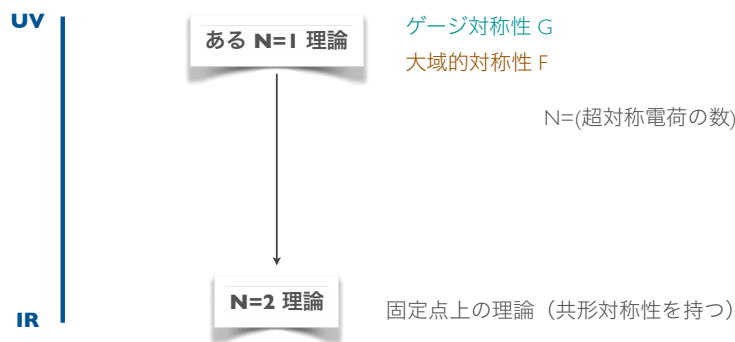 UV
ある N=1 理論
ゲージ対称性 G
大域的対称性 F
N=(超対称電荷の数)
N=2 理論
固定点上の理論（共形対称性を持つ）
IR